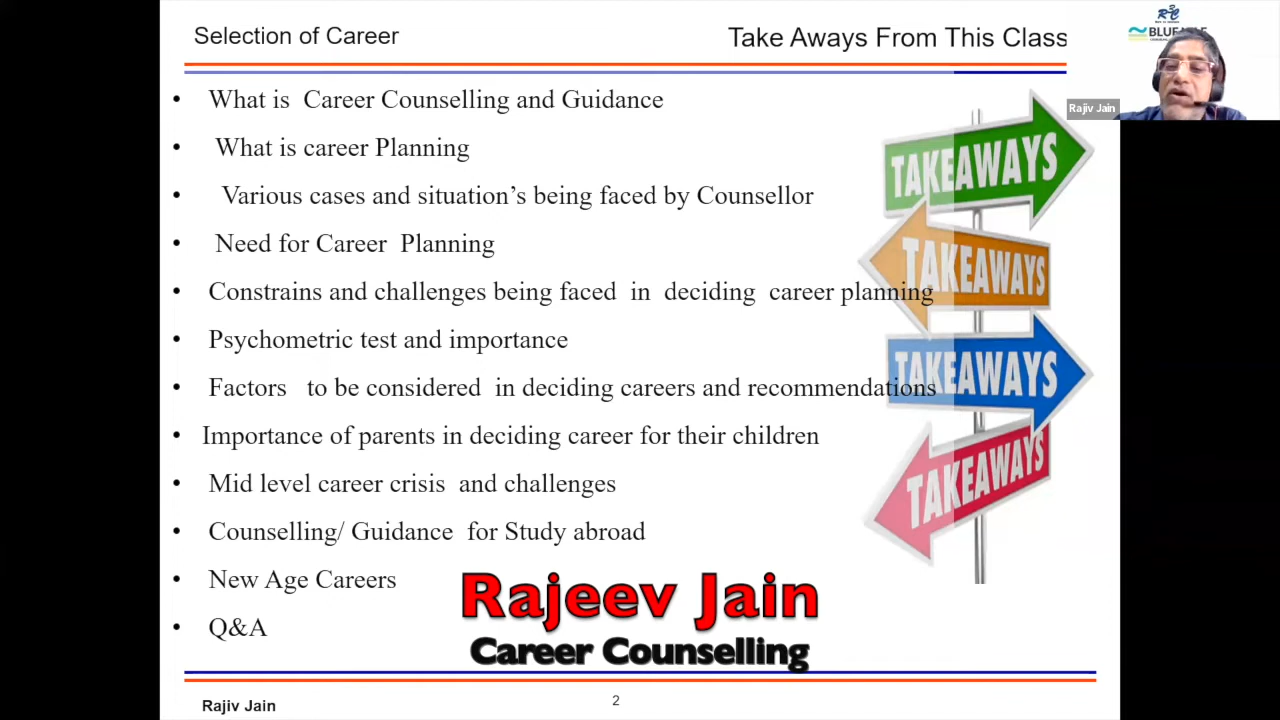 Selection of Career
Take Away From This Class
What is Career Counselling and Guidance
What is career Planning
Various cases and situation’s being faced by Counsellor
Need for Career Planning
Constrains and challenges being faced in deciding career planning
Psychometric test and importance
Factors to be considered in deciding careers and recommendations
Importance of parents in deciding career for their children
Mid level career crisis and challenges
Counselling/ Guidance for Study abroad
New Age Careers
Q&A
TAKEAWAYS
TAKEAWAYS
TAKEAWAYS
TAKEAWAYS
Rajeev Jain
Career Counselling
Rajiv Jain
2
Rajiv Jain